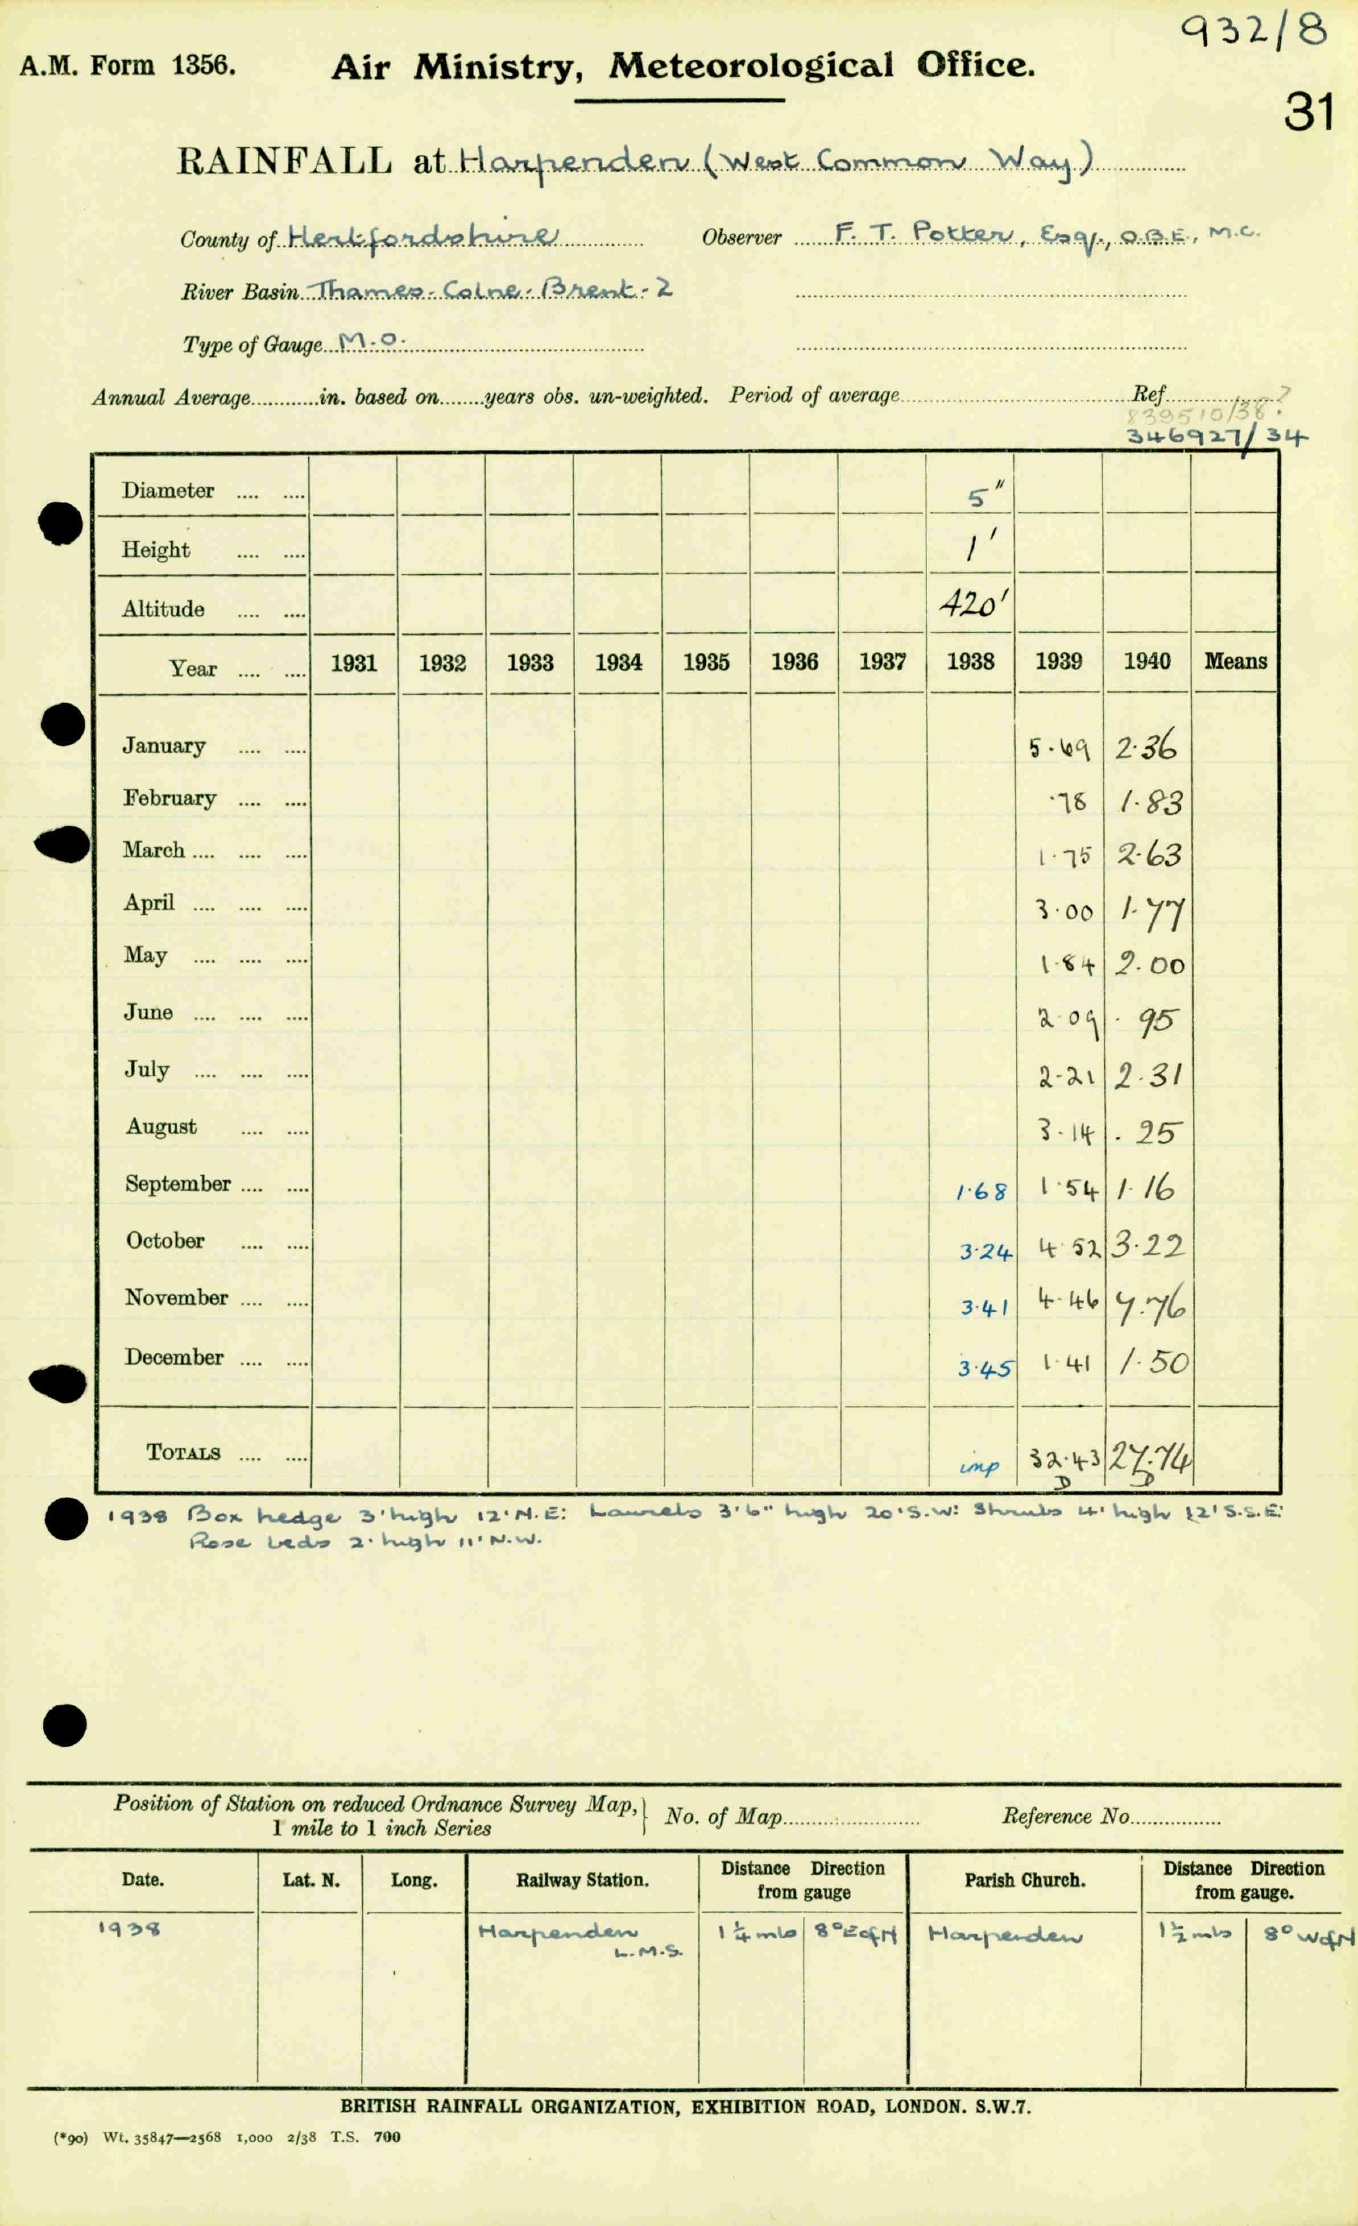 932/8
A.M. Form 1356. Air Ministry, Meteorological Office.
31
RAINFALL at Harpenden (West Common Way)
County of Hertfordshire Observer F. T. Potter, Esq., O.B.E., M.C.
River Basin Thames-Colne-Brent-2
Type of Gauge M.O.
Annual Average............in. based on........years obs. un-weighted. Period of average........ Ref........
839510/38?
346927/34
Diameter .... .... 5"
Height .... .... 1'
Altitude .... .... 420'
Year .... .... 1931 1932 1933 1934 1935 1936 1937 1938 1939 1940 Means
January .... .... 5.69 2.36
February .... .... .78 1.83
March .... .... .... 1.75 2.63
April .... .... .... 3.00 1.77
May .... .... .... 1.84 2.00
June .... .... .... 2.09 .95
July .... .... .... 2.21 2.31
August .... .... 3.14 .25
September .... .... 1.68 1.54 1.16
October .... .... 3.24 4.52 3.22
November .... .... 3.41 4.46 7.76
December .... .... 3.45 1.41 1.50
TOTALS .... .... imp 32.43 27.74
D D
1938 Box hedge 3' high 12' N.E: Laurels 3'6" high 20' S.W: Shrubs 4' high 12' S.S.E:
Rose beds 2' high 11' N.W.
Position of Station on reduced Ordnance Survey Map, } No. of Map........ Reference No........
1 mile to 1 inch Series
Date. Lat. N. Long. Railway Station. Distance Direction from gauge Parish Church. Distance Direction from gauge.
1938 Harpenden 1¼ mls 8° E of N Harpenden 1½ mls 8° W of N
L.M.S.
BRITISH RAINFALL ORGANIZATION, EXHIBITION ROAD, LONDON. S.W.7.
(*90) Wt. 35847—2568 1,000 2/38 T.S. 700